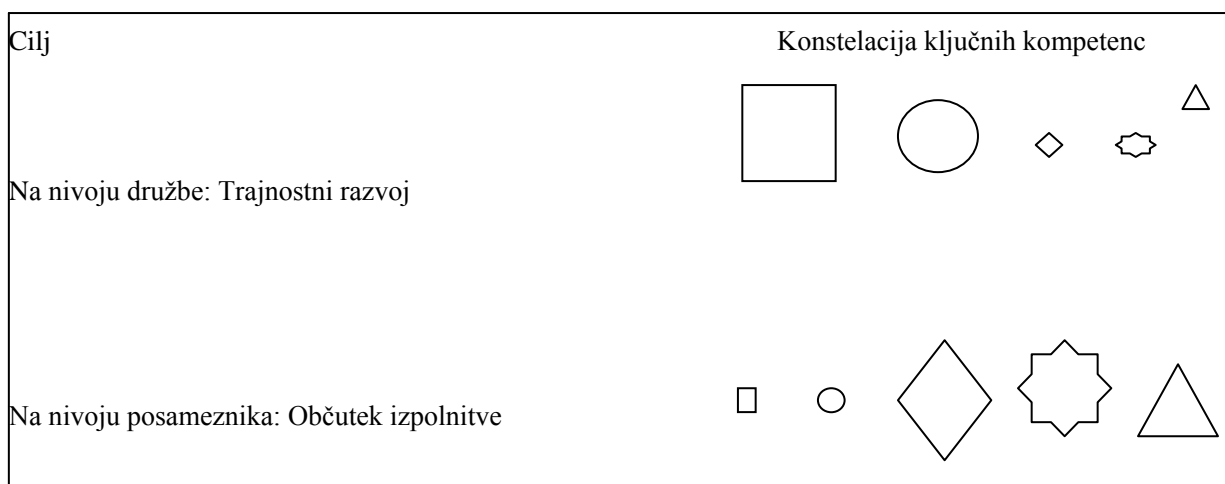 Cilj
Konstelacija ključnih kompetenc
Na nivoju družbe: Trajnostni razvoj
Na nivoju posameznika: Občutek izpolnitve